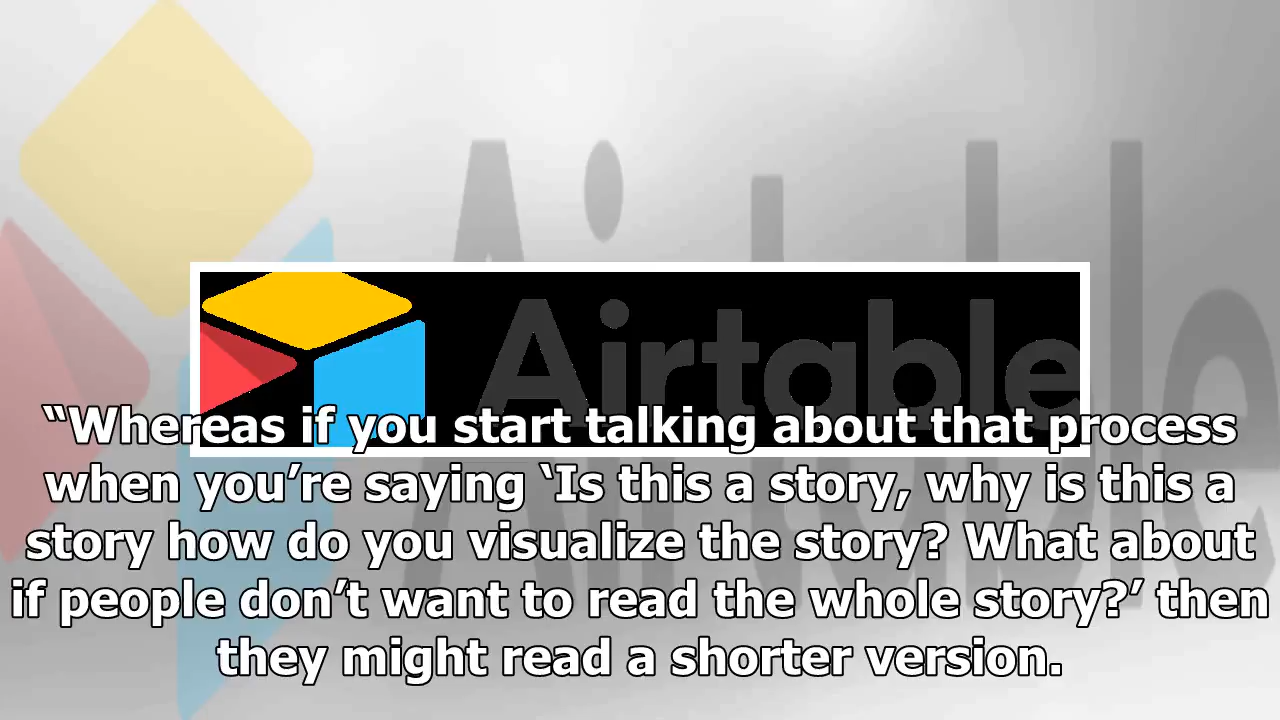 Airtable
Airtable
“Whereas if you start talking about that process
when you’re saying ‘Is this a story, why is this a
story how do you visualize the story? What about
if people don’t want to read the whole story?’ then
they might read a shorter version.